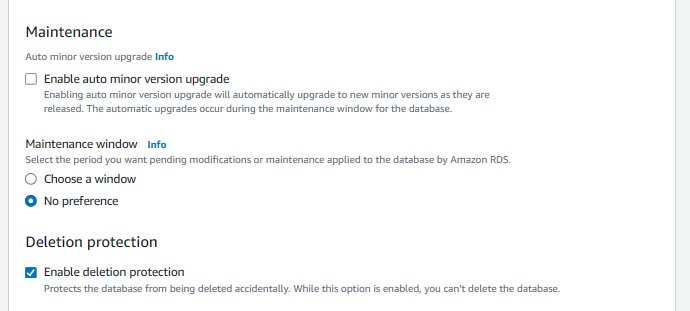 Maintenance
Auto minor version upgrade Info
Enable auto minor version upgrade
Enabling auto minor version upgrade will automatically upgrade to new minor versions as they are
released. The automatic upgrades occur during the maintenance window for the database.
Maintenance window Info
Select the period you want pending modifications or maintenance applied to the database by Amazon RDS.
Choose a window
No preference
Deletion protection
Enable deletion protection
Protects the database from being deleted accidentally. While this option is enabled, you can't delete the database.